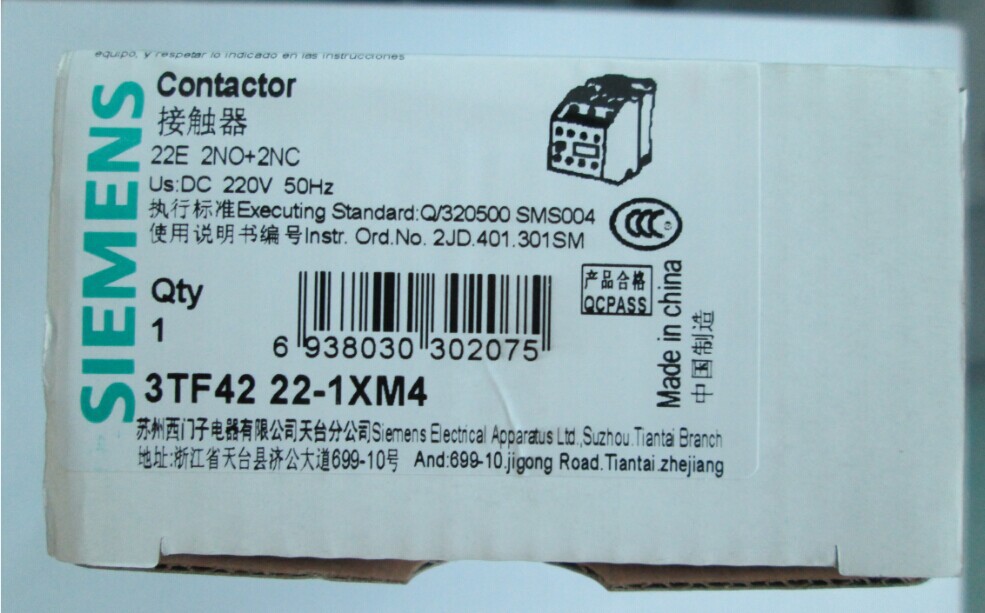 equipo, y respetar lo indicado en las instrucciones
SIEMENS
Contactor
接触器
22E 2NO+2NC
Us:DC 220V 50Hz
执行标准Executing Standard:Q/320500 SMS004
使用说明书编号Instr. Ord.No. 2JD.401.301SM
CCC
产品合格
QCPASS
Made in china
中国制造
Qty
1
6 938030 302075
3TF42 22-1XM4
苏州西门子电器有限公司天台分公司Siemens Electrical Apparatus Ltd.,Suzhou.Tiantai Branch
地址:浙江省天台县济公大道699-10号 And:699-10.jigong Road.Tiantai.zhejiang